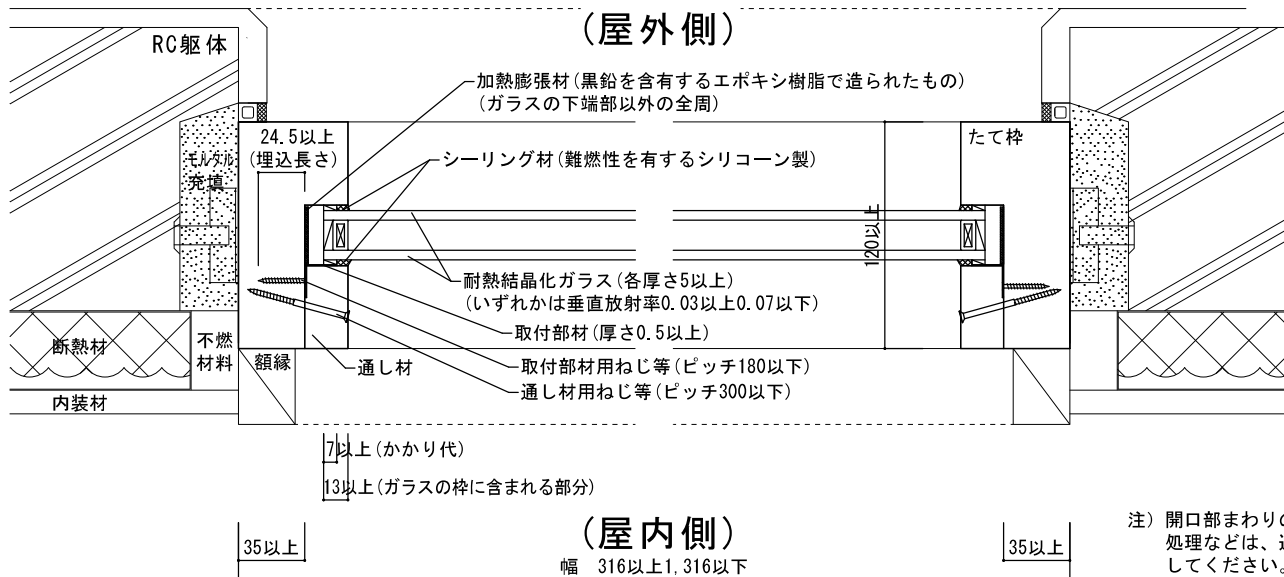 (屋外側)
RC躯体
加熱膨張材(黒鉛を含有するエポキシ樹脂で造られたもの)
(ガラスの下端部以外の全周)
24.5以上
(埋込長さ)
たて枠
モルタル
充填
シーリング材(難燃性を有するシリコーン製)
120以上
耐熱結晶化ガラス(各厚さ5以上)
(いずれかは垂直放射率0.03以上0.07以下)
取付部材(厚さ0.5以上)
断熱材
不燃
材料
額縁
通し材
取付部材用ねじ等(ピッチ180以下)
通し材用ねじ等(ピッチ300以下)
内装材
7以上(かかり代)
13以上(ガラスの枠に含まれる部分)
(屋内側)
35以上
幅 316以上1,316以下
35以上
注) 開口部まわりの
処理などは、
してください。